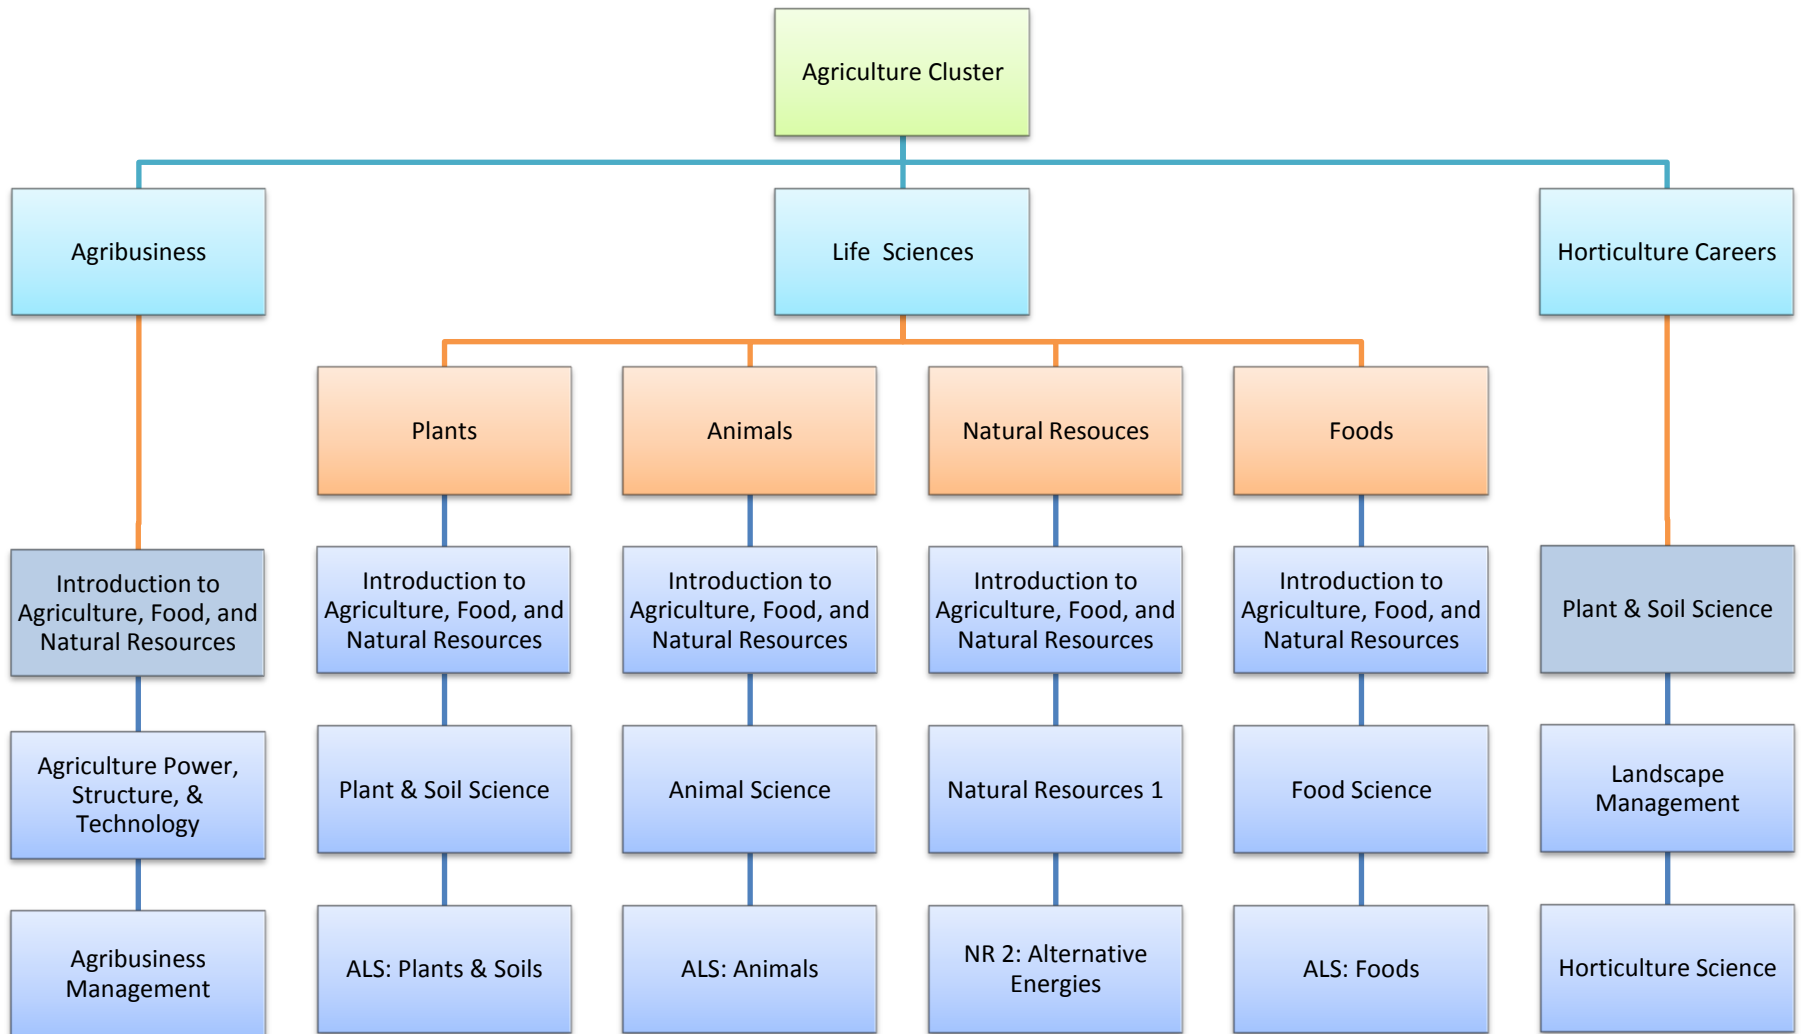 Agriculture Cluster
Agribusiness
Life Sciences
Horticulture Careers
Plants
Animals
Natural Resouces
Foods
Introduction to
Agriculture, Food, and
Natural Resources
Introduction to
Agriculture, Food, and
Natural Resources
Introduction to
Agriculture, Food, and
Natural Resources
Introduction to
Agriculture, Food, and
Natural Resources
Introduction to
Agriculture, Food, and
Natural Resources
Plant & Soil Science
Agriculture Power,
Structure, &
Technology
Plant & Soil Science
Animal Science
Natural Resources 1
Food Science
Landscape
Management
Agribusiness
Management
ALS: Plants & Soils
ALS: Animals
NR 2: Alternative
Energies
ALS: Foods
Horticulture Science